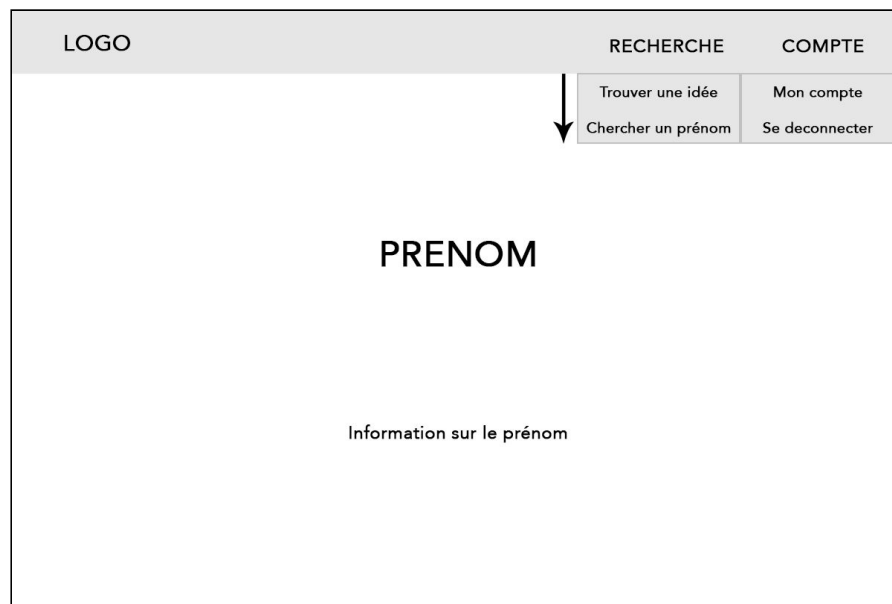 LOGO
RECHERCHE
COMPTE
Trouver une idée
Mon compte
Chercher un prénom
Se deconnecter
PRENOM
Information sur le prénom